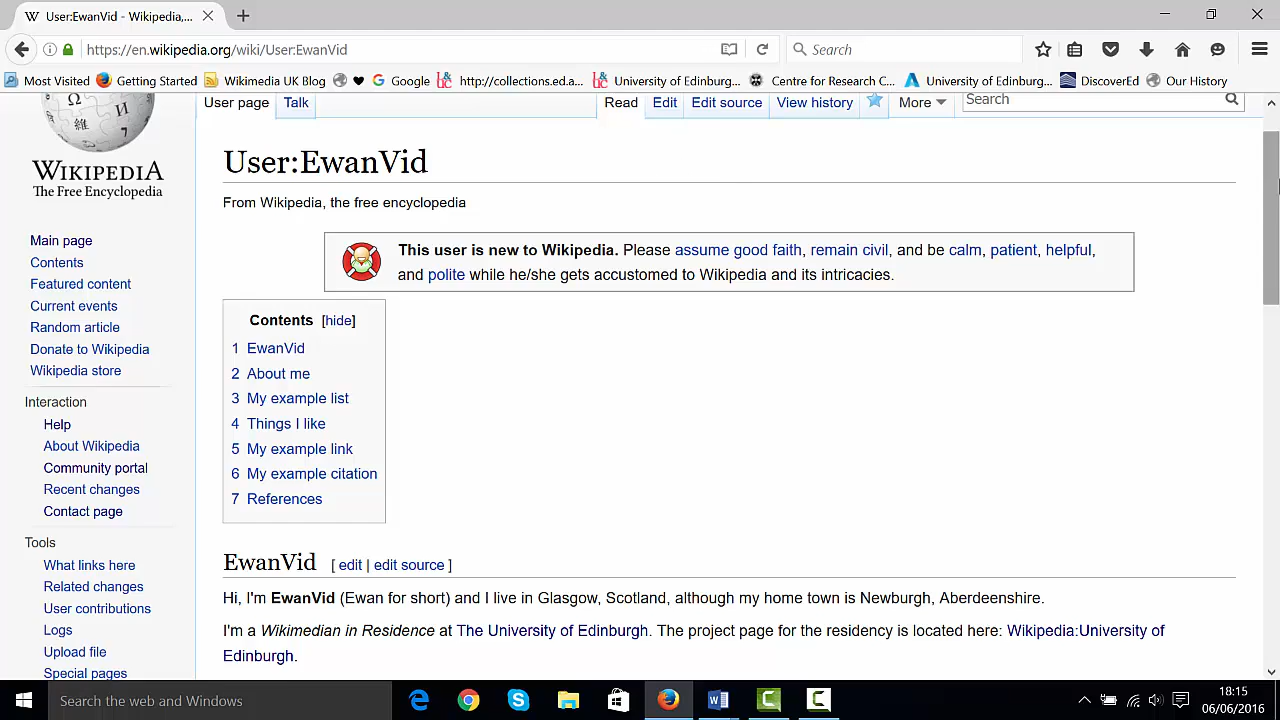 User:EwanVid - Wikipedia,...
https://en.wikipedia.org/wiki/User:EwanVid
Search
Most Visited Getting Started Wikimedia UK Blog Google http://collections.ed.a... University of Edinburg... Centre for Research C... University of Edinburg... DiscoverEd Our History
User page Talk Read Edit Edit source View history More Search
Ω И 維 7
WIKIPEDIA
The Free Encyclopedia
Main page
Contents
Featured content
Current events
Random article
Donate to Wikipedia
Wikipedia store
Interaction
Help
About Wikipedia
Community portal
Recent changes
Contact page
Tools
What links here
Related changes
User contributions
Logs
Upload file
Special pages
User:EwanVid
From Wikipedia, the free encyclopedia
This user is new to Wikipedia. Please assume good faith, remain civil, and be calm, patient, helpful,
and polite while he/she gets accustomed to Wikipedia and its intricacies.
Contents [hide]
1 EwanVid
2 About me
3 My example list
4 Things I like
5 My example link
6 My example citation
7 References
EwanVid [ edit | edit source ]
Hi, I'm EwanVid (Ewan for short) and I live in Glasgow, Scotland, although my home town is Newburgh, Aberdeenshire.
I'm a Wikimedian in Residence at The University of Edinburgh. The project page for the residency is located here: Wikipedia:University of
Edinburgh.
Search the web and Windows
18:15
06/06/2016